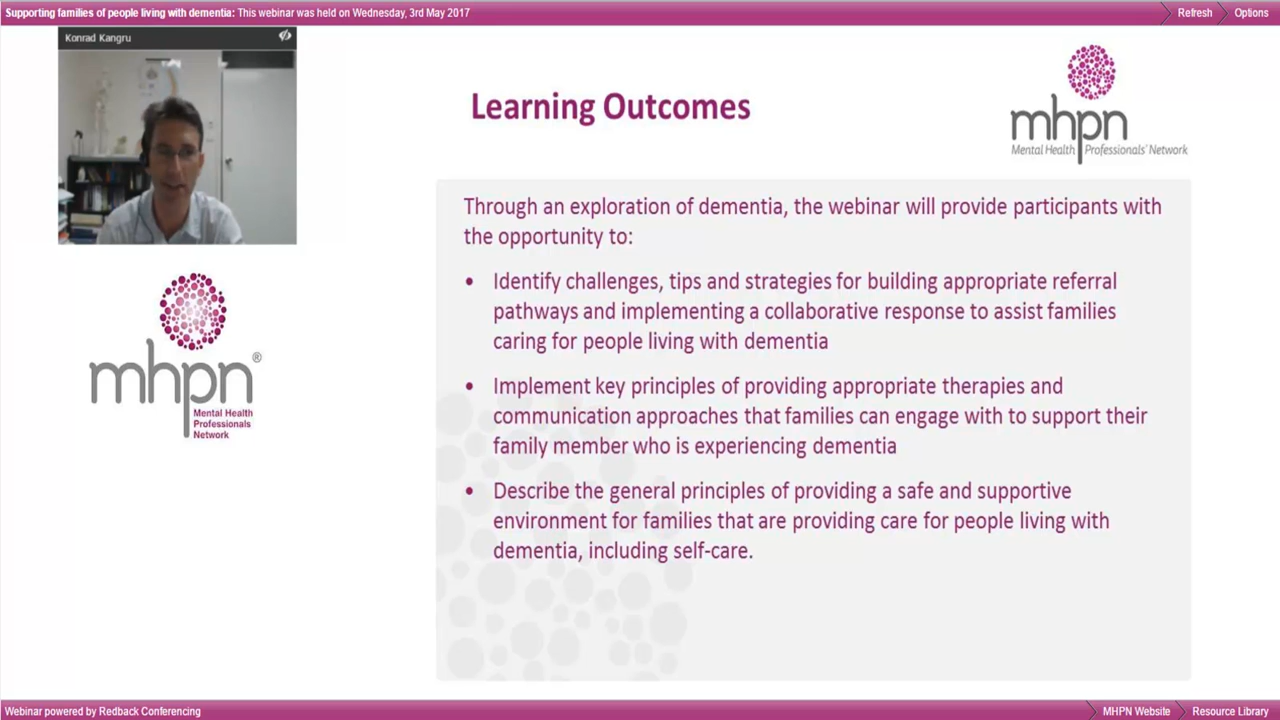 Supporting families of people living with dementia: This webinar was held on Wednesday, 3rd May 2017
Refresh
Options
Konrad Kangru
Learning Outcomes
mhpn
Mental Health Professionals' Network
Through an exploration of dementia, the webinar will provide participants with
the opportunity to:
• Identify challenges, tips and strategies for building appropriate referral
pathways and implementing a collaborative response to assist families
caring for people living with dementia
• Implement key principles of providing appropriate therapies and
communication approaches that families can engage with to support their
family member who is experiencing dementia
• Describe the general principles of providing a safe and supportive
environment for families that are providing care for people living with
dementia, including self-care.
mhpn®
Mental Health
Professionals
Network
Webinar powered by Redback Conferencing
MHPN Website
Resource Library